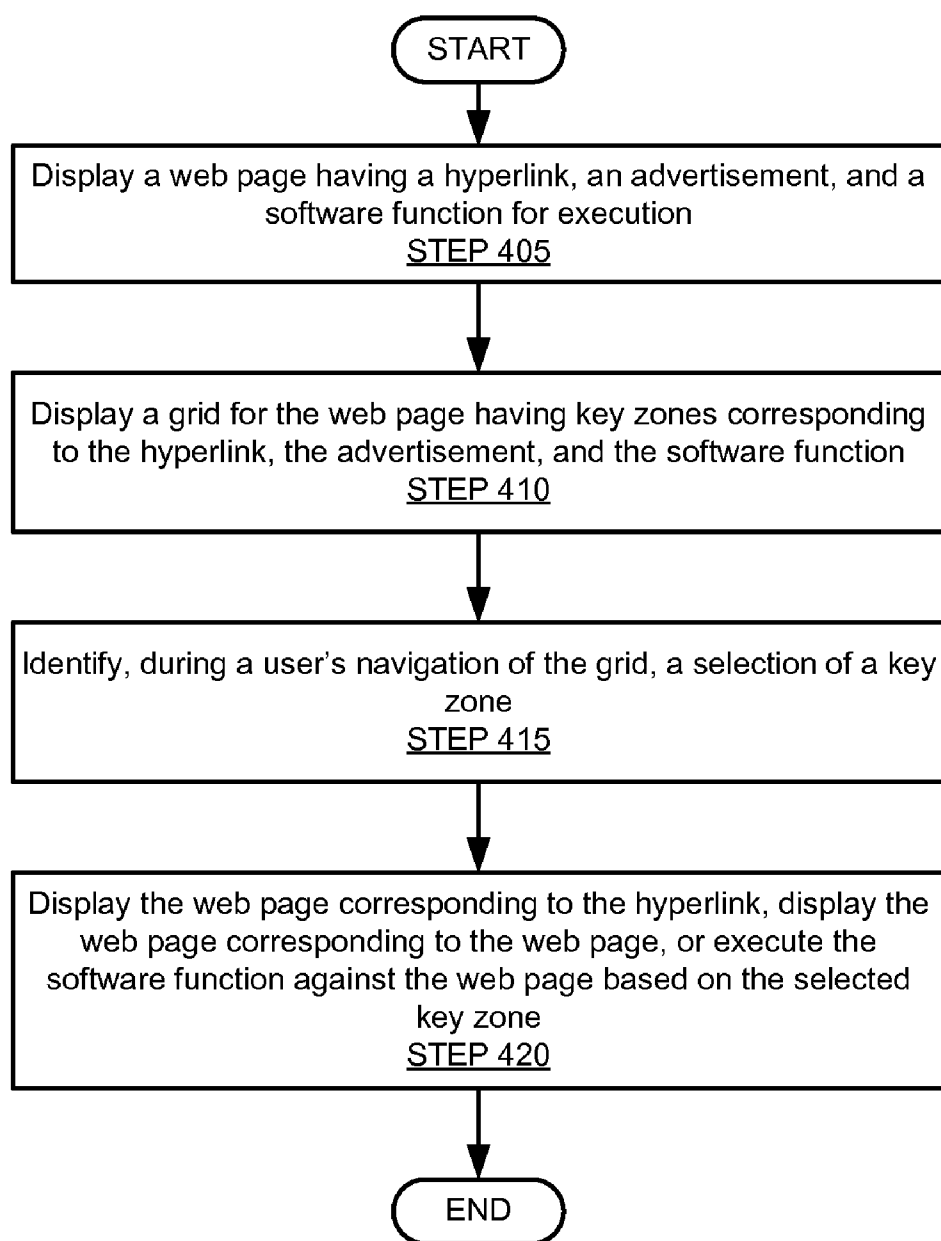 START
Display a web page having a hyperlink, an advertisement, and a
software function for execution
STEP 405
Display a grid for the web page having key zones corresponding
to the hyperlink, the advertisement, and the software function
STEP 410
Identify, during a user’s navigation of the grid, a selection of a key
zone
STEP 415
Display the web page corresponding to the hyperlink, display the
web page corresponding to the web page, or execute the
software function against the web page based on the selected
key zone
STEP 420
END